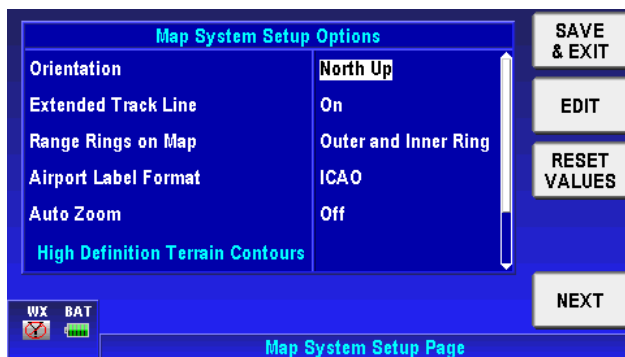 Map System Setup Options
Orientation North Up
Extended Track Line On
Range Rings on Map Outer and Inner Ring
Airport Label Format ICAO
Auto Zoom Off
High Definition Terrain Contours
SAVE
& EXIT
EDIT
RESET
VALUES
NEXT
WX BAT
Map System Setup Page